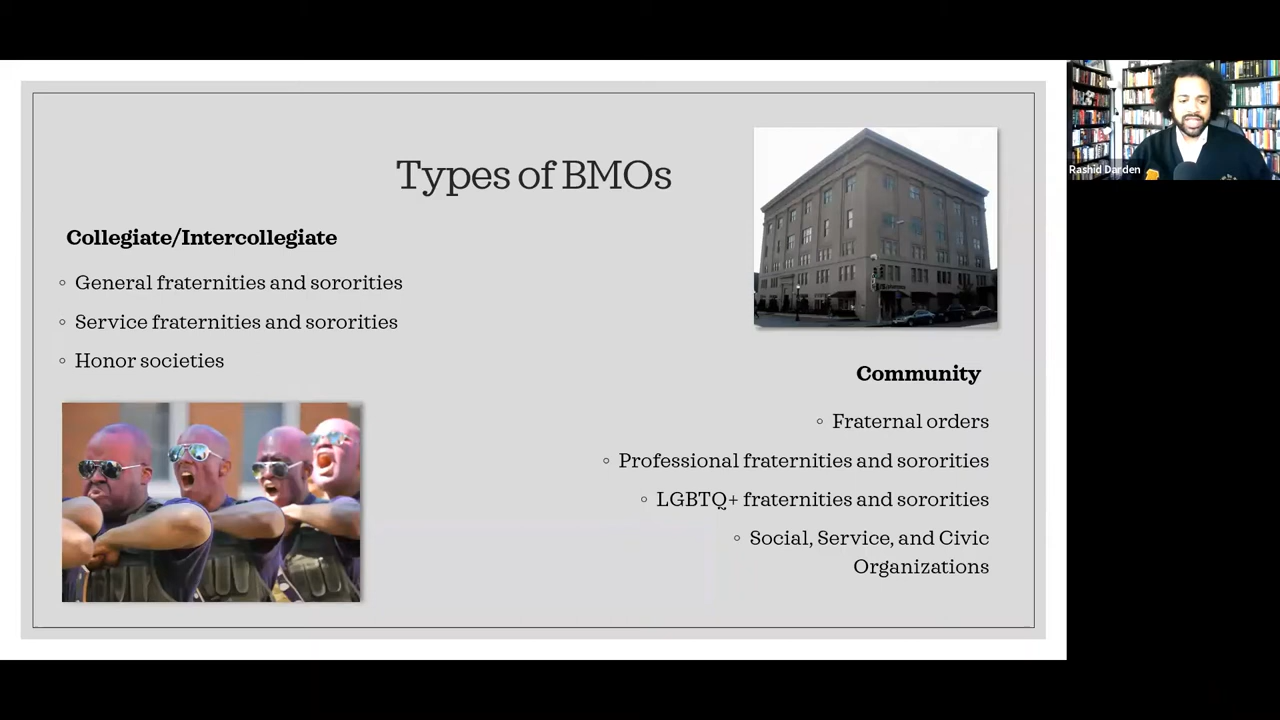 Types of BMOs
Collegiate/Intercollegiate
◦ General fraternities and sororities
◦ Service fraternities and sororities
◦ Honor societies
Community
◦ Fraternal orders
◦ Professional fraternities and sororities
◦ LGBTQ+ fraternities and sororities
◦ Social, Service, and Civic
Organizations
Rashid Darden